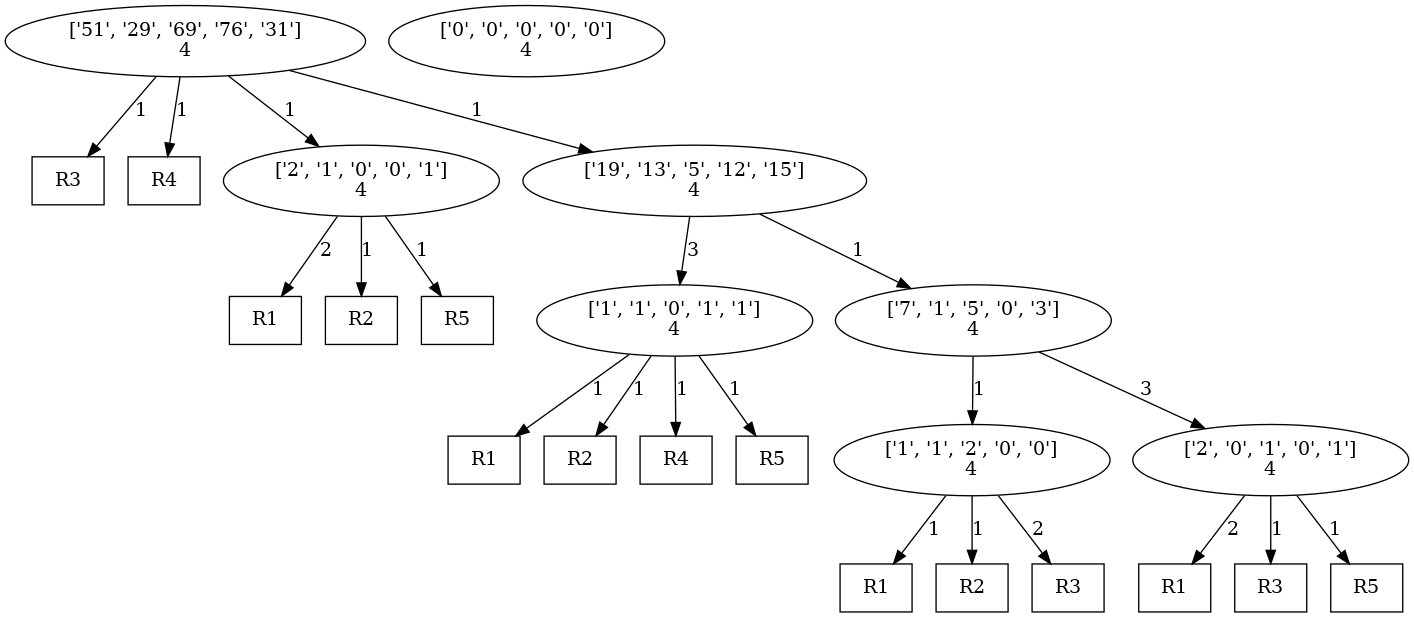 ['51', '29', '69', '76', '31']
4
['0', '0', '0', '0', '0']
4
1
1
1
1
R3
R4
['2', '1', '0', '0', '1']
4
['19', '13', '5', '12', '15']
4
2
1
1
3
1
R1
R2
R5
['1', '1', '0', '1', '1']
4
['7', '1', '5', '0', '3']
4
1
1
1
1
1
3
R1
R2
R4
R5
['1', '1', '2', '0', '0']
4
['2', '0', '1', '0', '1']
4
1
1
2
2
1
1
R1
R2
R3
R1
R3
R5